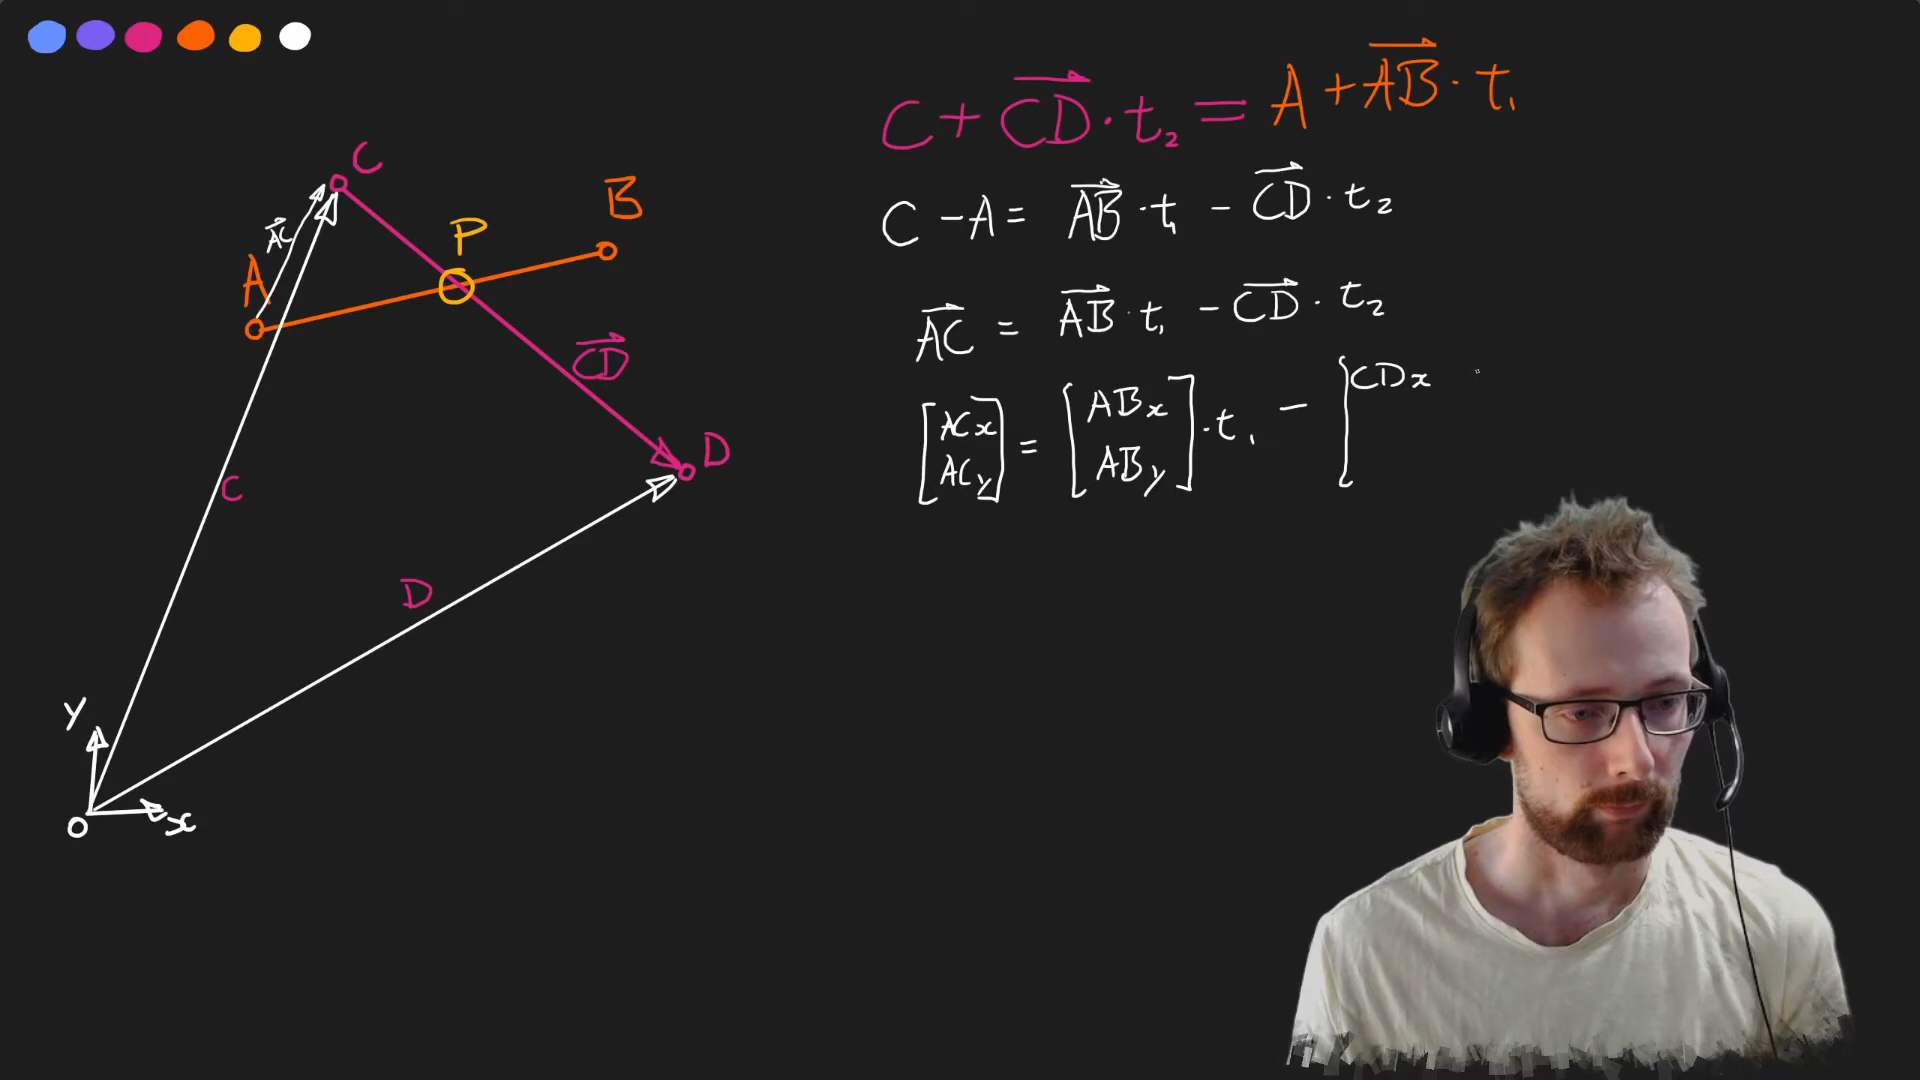 C + CD · t₂ = A + AB · t₁
C - A = AB · t₁ - CD · t₂
AC = AB · t₁ - CD · t₂
[ACx ACy] = [ABx ABy] · t₁ - [CDx
C
B
P
AC
A
CD
D
C
D
y
x
O